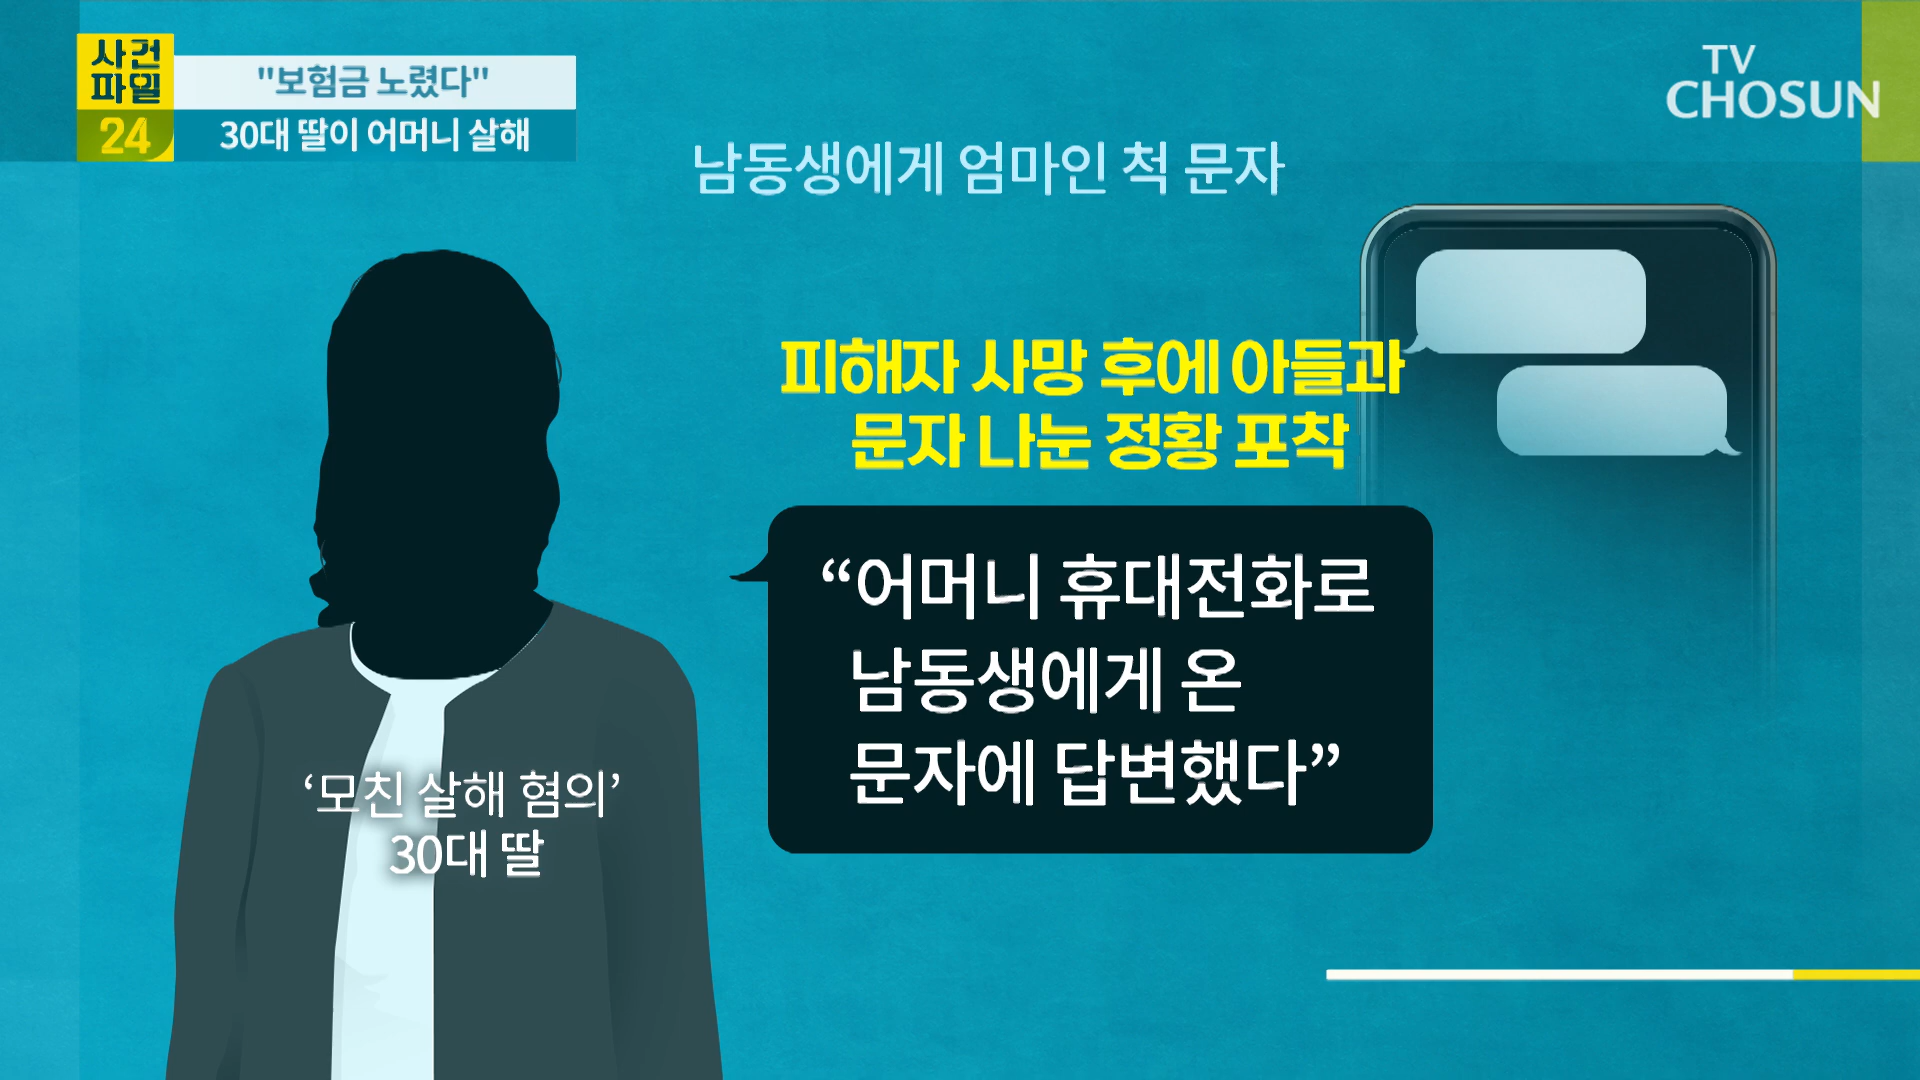 사건
파일
24
"보험금 노렸다"
30대 딸이 어머니 살해
TV
CHOSUN
남동생에게 엄마인 척 문자
피해자 사망 후에 아들과
문자 나눈 정황 포착
“어머니 휴대전화로
남동생에게 온
문자에 답변했다”
‘모친 살해 혐의’
30대 딸